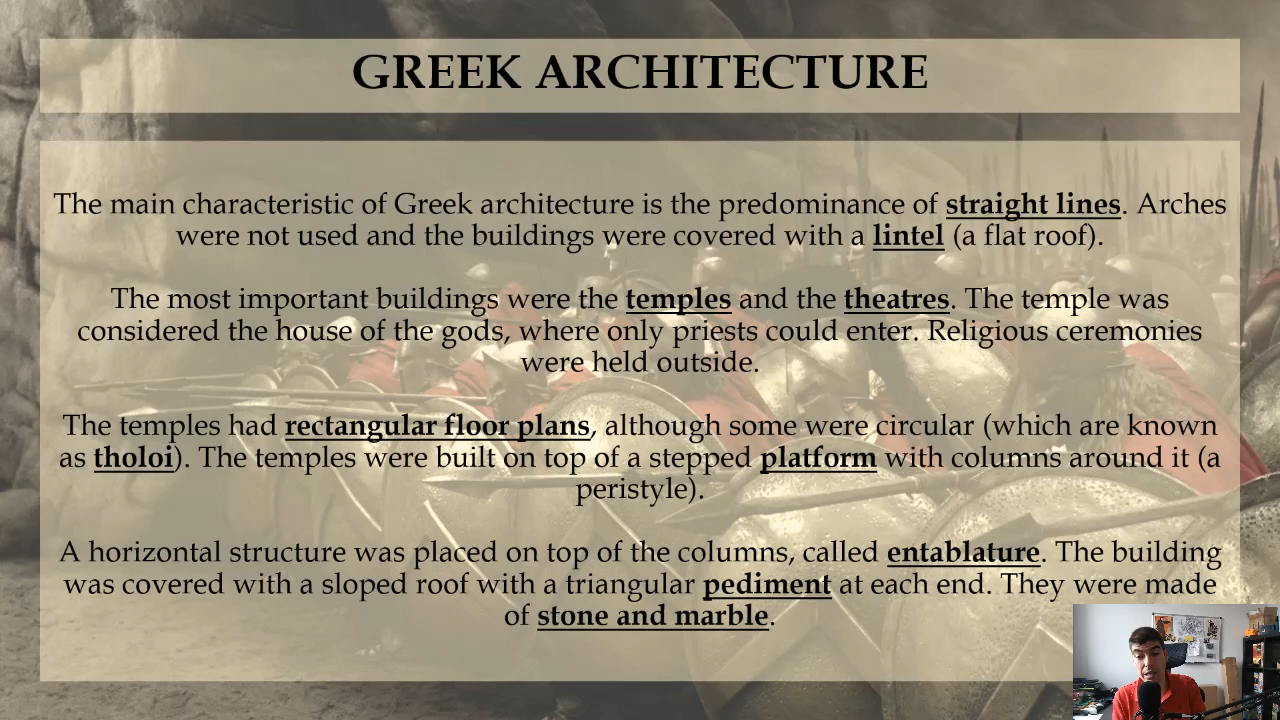 GREEK ARCHITECTURE
The main characteristic of Greek architecture is the predominance of straight lines. Arches
were not used and the buildings were covered with a lintel (a flat roof).
The most important buildings were the temples and the theatres. The temple was
considered the house of the gods, where only priests could enter. Religious ceremonies
were held outside.
The temples had rectangular floor plans, although some were circular (which are known
as tholoi). The temples were built on top of a stepped platform with columns around it (a
peristyle).
A horizontal structure was placed on top of the columns, called entablature. The building
was covered with a sloped roof with a triangular pediment at each end. They were made
of stone and marble.